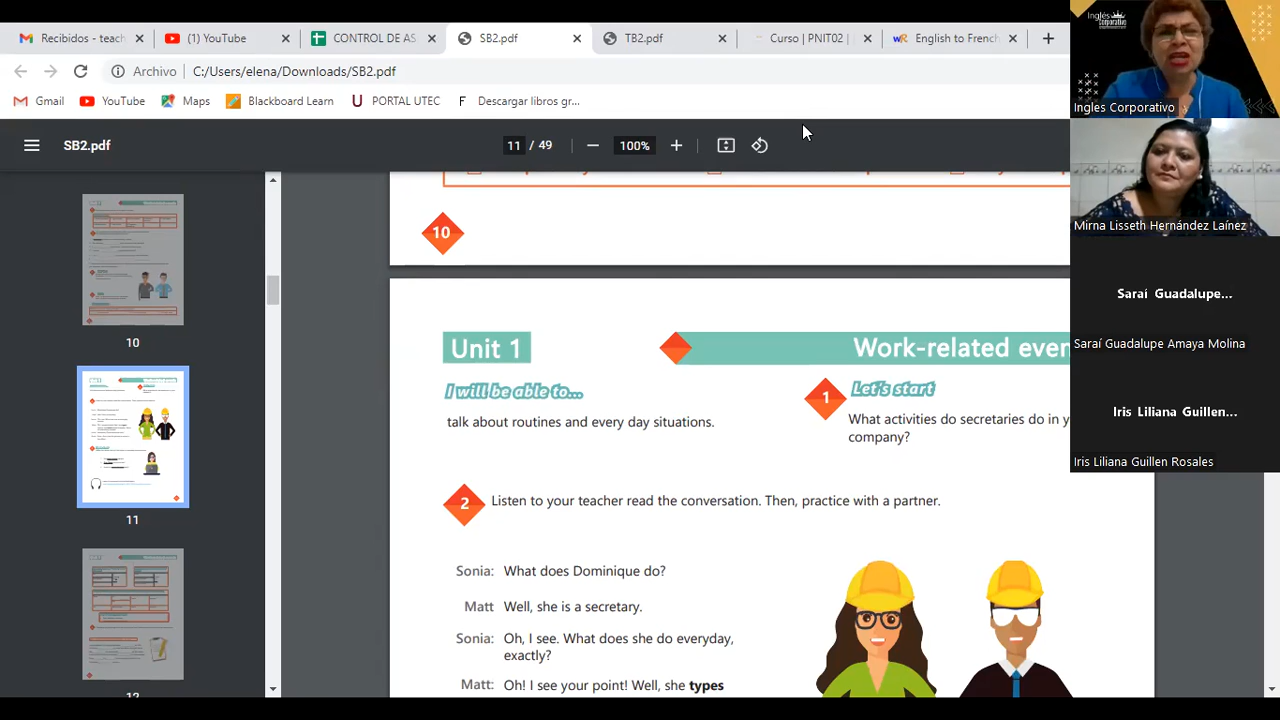 Recibidos - teach
YouTube
CONTROL DE
SB2.pdf
TB2.pdf
Curso | PNIT02 |
English to French
Archivo
C:/Users/elena/Downloads/SB2.pdf
Gmail
YouTube
Maps
Blackboard Learn
PORTAL UTEC
Descargar libros gr...
SB2.pdf
11 / 49
100%
10
11
10
Unit 1
Work-related even
I will be able to...
talk about routines and every day situations.
1
Let's start
What activities do secretaries do in y
company?
2
Listen to your teacher read the conversation. Then, practice with a partner.
Sonia: What does Dominique do?
Matt Well, she is a secretary.
Sonia: Oh, I see. What does she do everyday,
exactly?
Matt: Oh! I see your point! Well, she types
Inglés
Corporativo
Ingles Corporativo
Mirna Lisseth Hernández Laínez
Saraí Guadalupe...
Saraí Guadalupe Amaya Molina
Iris Liliana Guillen...
Iris Liliana Guillen Rosales